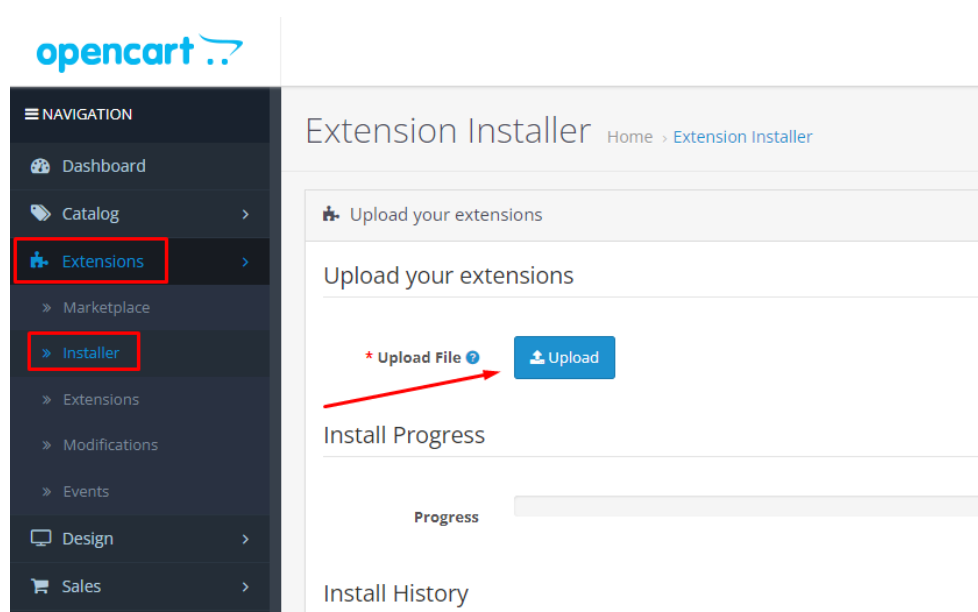 opencart
NAVIGATION
Dashboard
Catalog
Extensions
Marketplace
Installer
Extensions
Modifications
Events
Design
Sales
Extension Installer Home › Extension Installer
Upload your extensions
Upload your extensions
* Upload File ? Upload
Install Progress
Progress
Install History